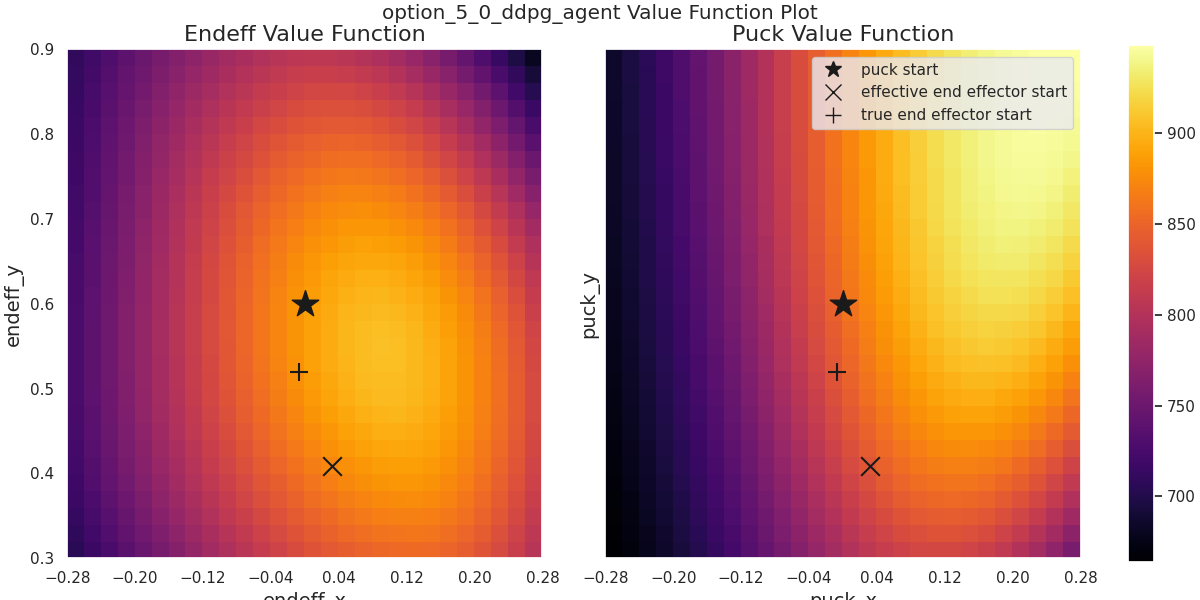 option_5_0_ddpg_agent Value Function Plot
Endeff Value Function
Puck Value Function
puck start
effective end effector start
true end effector start
0.9
0.8
0.7
0.6
0.5
0.4
0.3
endeff_y
−0.28 −0.20 −0.12 −0.04 0.04 0.12 0.20 0.28
endeff_x
puck_y
−0.28 −0.20 −0.12 −0.04 0.04 0.12 0.20 0.28
puck_x
900
850
800
750
700